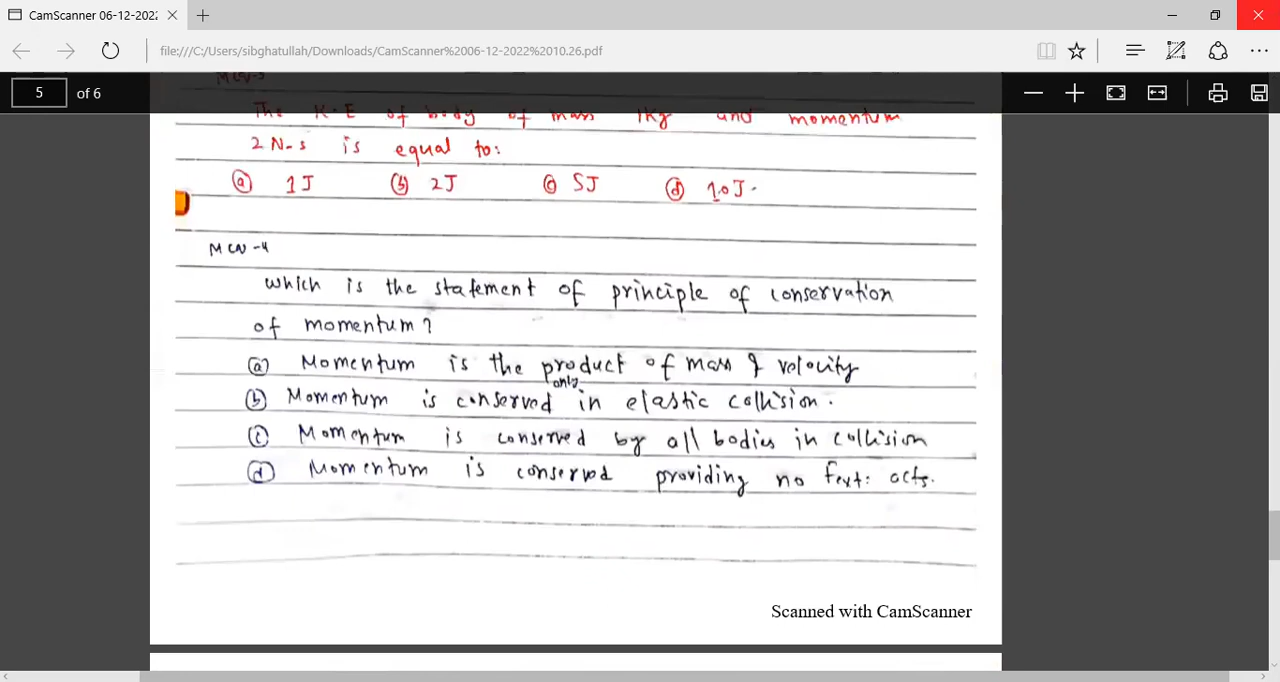 CamScanner 06-12-202
file:///C:/Users/sibghatullah/Downloads/CamScanner%2006-12-2022%2010.26.pdf
5 of 6
The K.E of body of mass 1Kg and momentum
2 N-s is equal to:
(a) 1J (b) 2J (c) 5J (d) 10J.
MCQ-4
which is the statement of principle of conservation
of momentum?
(a) Momentum is the product of mass & velocity
only
(b) Momentum is conserved in elastic collision.
(c) Momentum is conserved by all bodies in collision
(d) Momentum is conserved providing no Fext: acts.
Scanned with CamScanner